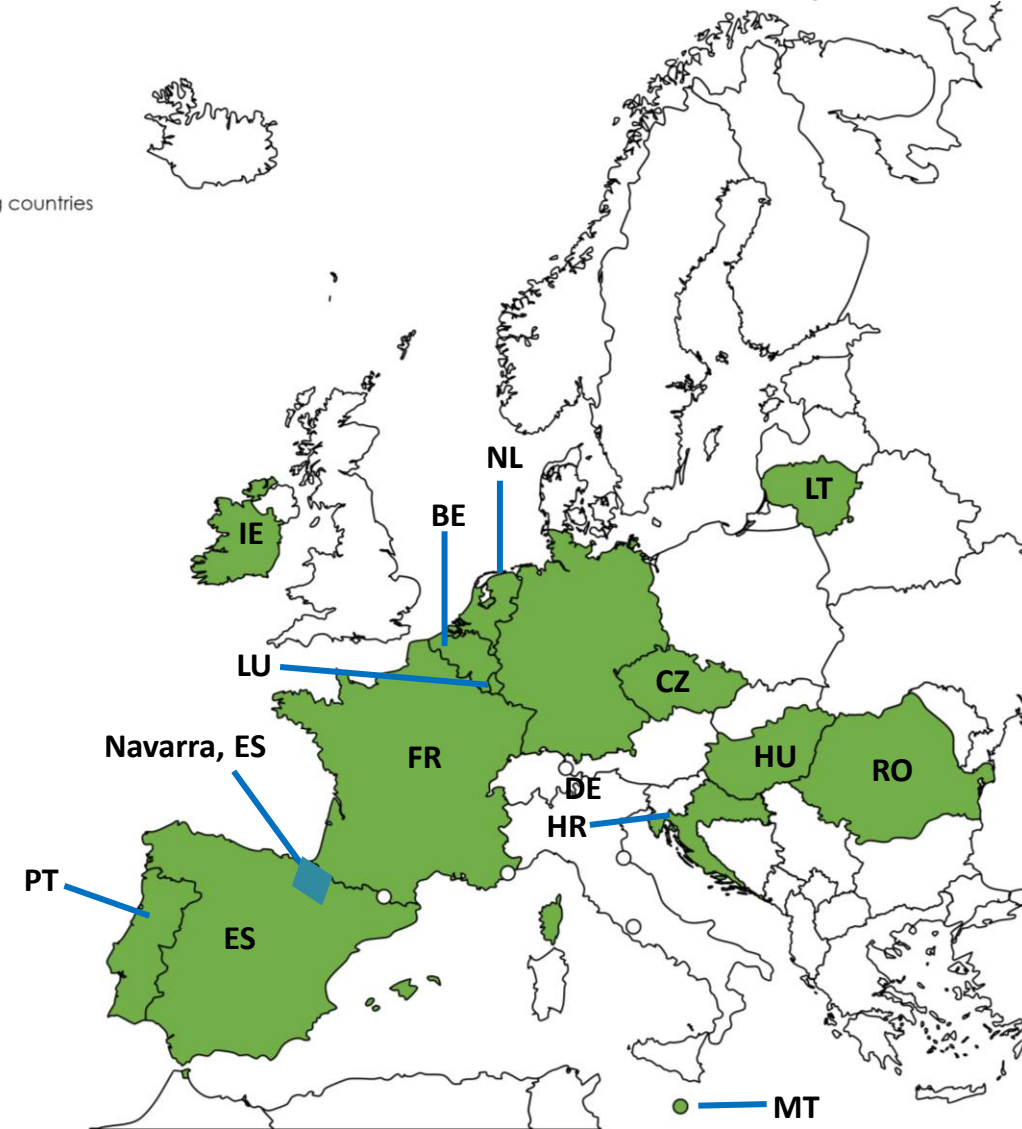 countries
NL
LT
BE
IE
LU
CZ
Navarra, ES
FR
HU
RO
DE
HR
PT
ES
MT